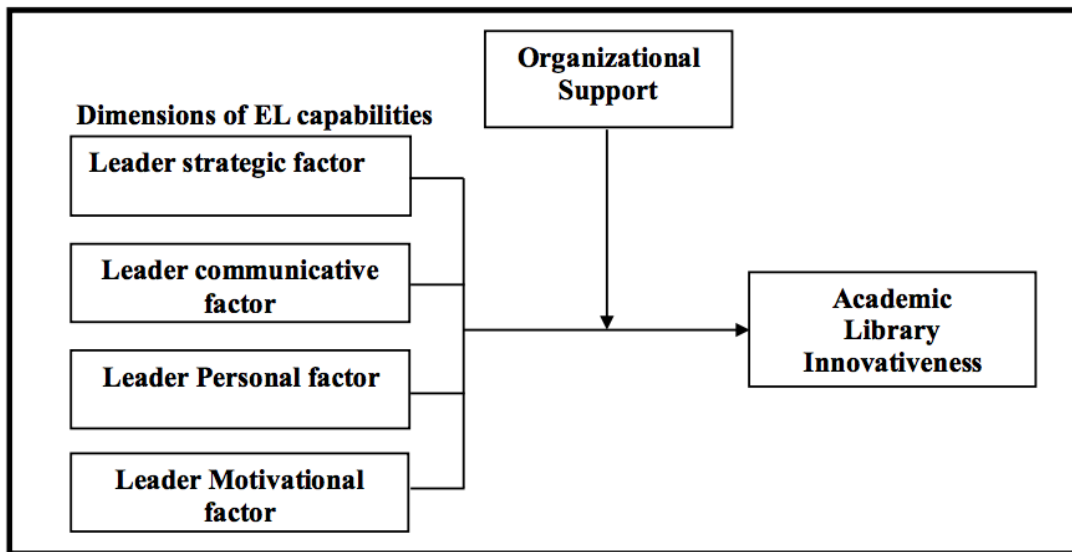 Organizational
Support
Dimensions of EL capabilities
Leader strategic factor
Leader communicative
factor
Leader Personal factor
Leader Motivational
factor
Academic
Library
Innovativeness